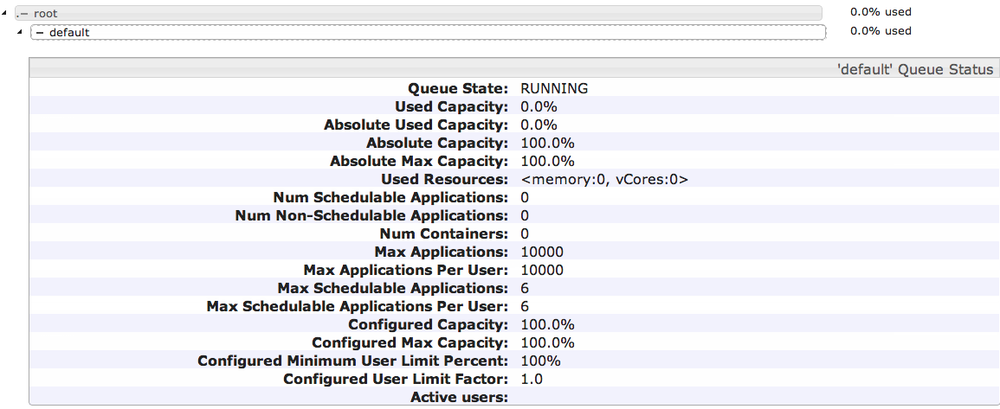 .– root 0.0% used
– default 0.0% used
'default' Queue Status
Queue State: RUNNING
Used Capacity: 0.0%
Absolute Used Capacity: 0.0%
Absolute Capacity: 100.0%
Absolute Max Capacity: 100.0%
Used Resources: <memory:0, vCores:0>
Num Schedulable Applications: 0
Num Non-Schedulable Applications: 0
Num Containers: 0
Max Applications: 10000
Max Applications Per User: 10000
Max Schedulable Applications: 6
Max Schedulable Applications Per User: 6
Configured Capacity: 100.0%
Configured Max Capacity: 100.0%
Configured Minimum User Limit Percent: 100%
Configured User Limit Factor: 1.0
Active users: